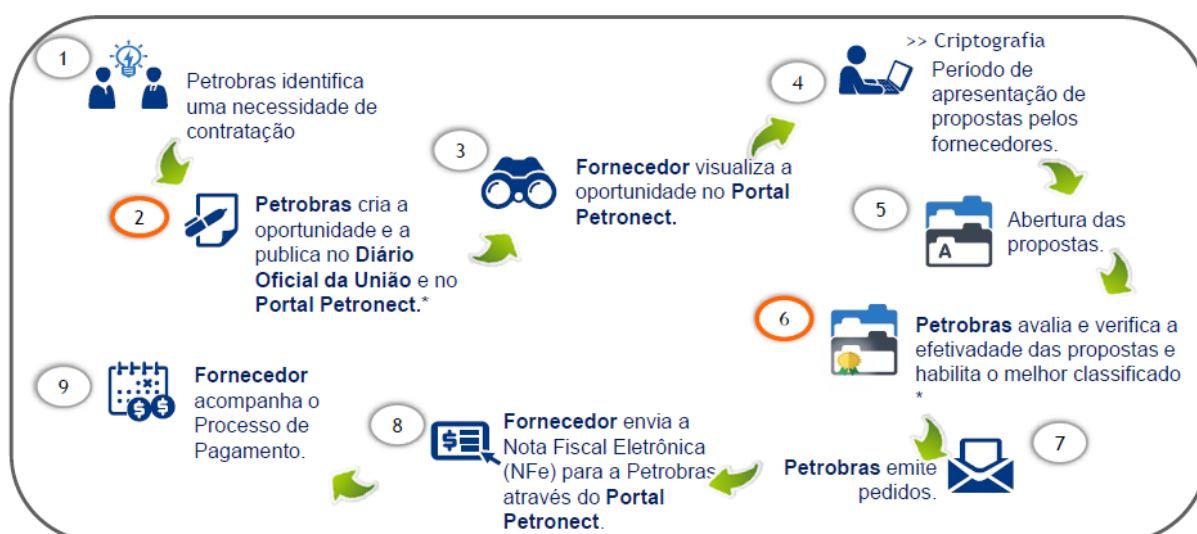 1
Petrobras identifica
uma necessidade de
contratação
2
Petrobras cria a
oportunidade e a
publica no Diário
Oficial da União e no
Portal Petronect.*
3
Fornecedor visualiza a
oportunidade no Portal
Petronect.
4
>> Criptografia
Período de
apresentação de
propostas pelos
fornecedores.
5
A
Abertura das
propostas.
6
Petrobras avalia e verifica a
efetivadade das propostas e
habilita o melhor classificado
*
7
Petrobras emite
pedidos.
8
$
Fornecedor envia a
Nota Fiscal Eletrônica
(NFe) para a Petrobras
através do Portal
Petronect.
9
$ $
Fornecedor
acompanha o
Processo de
Pagamento.